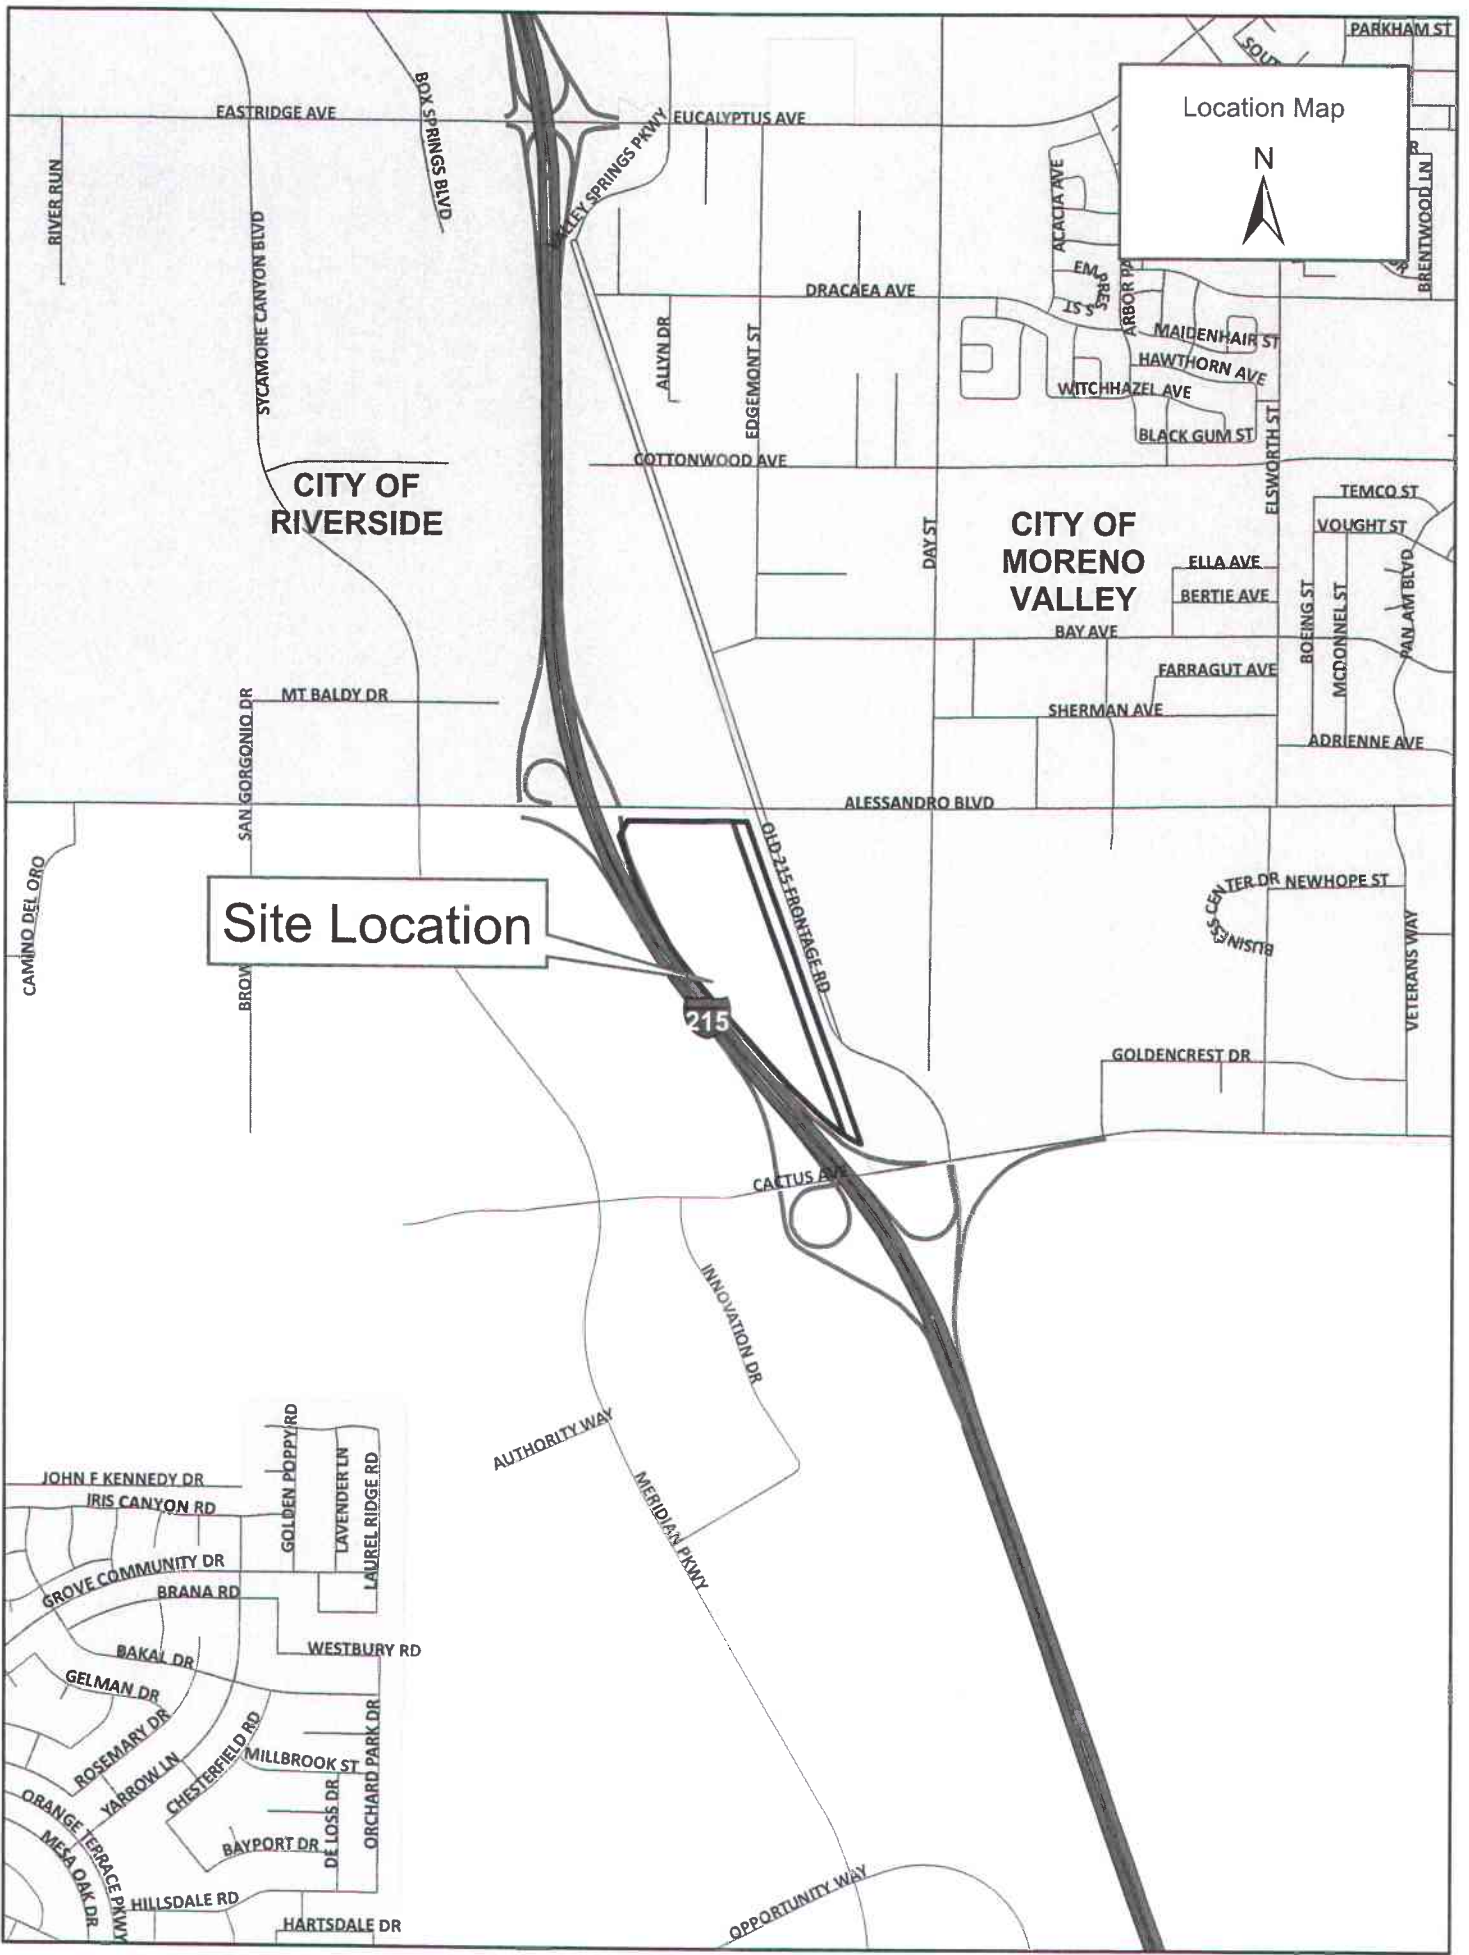 PARKHAM ST
Location Map
N
EASTRIDGE AVE
BOX SPRINGS BLVD
EUCALYPTUS AVE
VALLEY SPRINGS PKWY
RIVER RUN
SYCAMORE CANYON BLVD
ACACIA AVE
BRENTWOOD LN
DRACAEA AVE
EMPRESS ST
ALLYN DR
EDGEMONT ST
MAIDENHAIR ST
HAWTHORN AVE
WITCHHAZEL AVE
BLACK GUM ST
ELSWORTH ST
COTTONWOOD AVE
CITY OF
RIVERSIDE
TEMCO ST
VOUGHT ST
DAY ST
CITY OF
MORENO
VALLEY
ELLA AVE
BERTIE AVE
BAY AVE
BOEING ST
MCDONNEL ST
PAN AM BLVD
FARRAGUT AVE
SHERMAN AVE
ADRIENNE AVE
MT BALDY DR
SAN GORGONIO DR
ALESSANDRO BLVD
OLD 215 FRONTAGE RD
CAMINO DEL ORO
Site Location
BROW
215
BUSINESS CENTER DR
NEWHOPE ST
VETERANS WAY
GOLDENCREST DR
CACTUS AVE
INNOVATION DR
AUTHORITY WAY
MERIDIAN PKWY
JOHN F KENNEDY DR
IRIS CANYON RD
GOLDEN POPPY RD
LAVENDER LN
LAUREL RIDGE RD
GROVE COMMUNITY DR
BRANA RD
WESTBURY RD
BAKAL DR
GELMAN DR
ROSEMARY DR
YARROW LN
CHESTERFIELD RD
MILLBROOK ST
ORCHARD PARK DR
DE LOSS DR
BAYPORT DR
ORANGE TERRACE PKWY
MESA OAK DR
HILLSDALE RD
HARTSDALE DR
OPPORTUNITY WAY